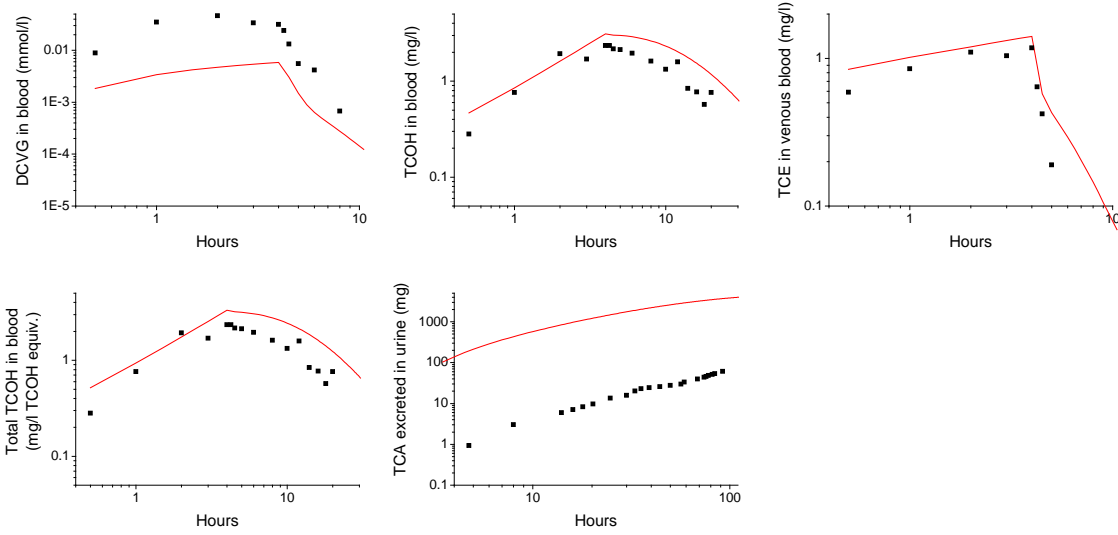 DCVG in blood (mmol/l)
0.01
1E-3
1E-4
1E-5
1
10
Hours
TCOH in blood (mg/l)
1
0.1
1
10
Hours
TCE in venous blood (mg/l)
1
0.1
1
10
Hours
Total TCOH in blood
(mg/l TCOH equiv.)
1
0.1
1
10
Hours
TCA excreted in urine (mg)
1000
100
10
1
0.1
10
100
Hours